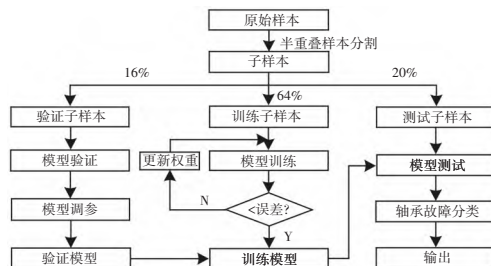 原始样本
半重叠样本分割
子样本
16%
64%
20%
验证子样本
训练子样本
测试子样本
模型验证
更新权重
模型训练
模型测试
模型调参
N
<误差?
轴承故障分类
Y
验证模型
训练模型
输出